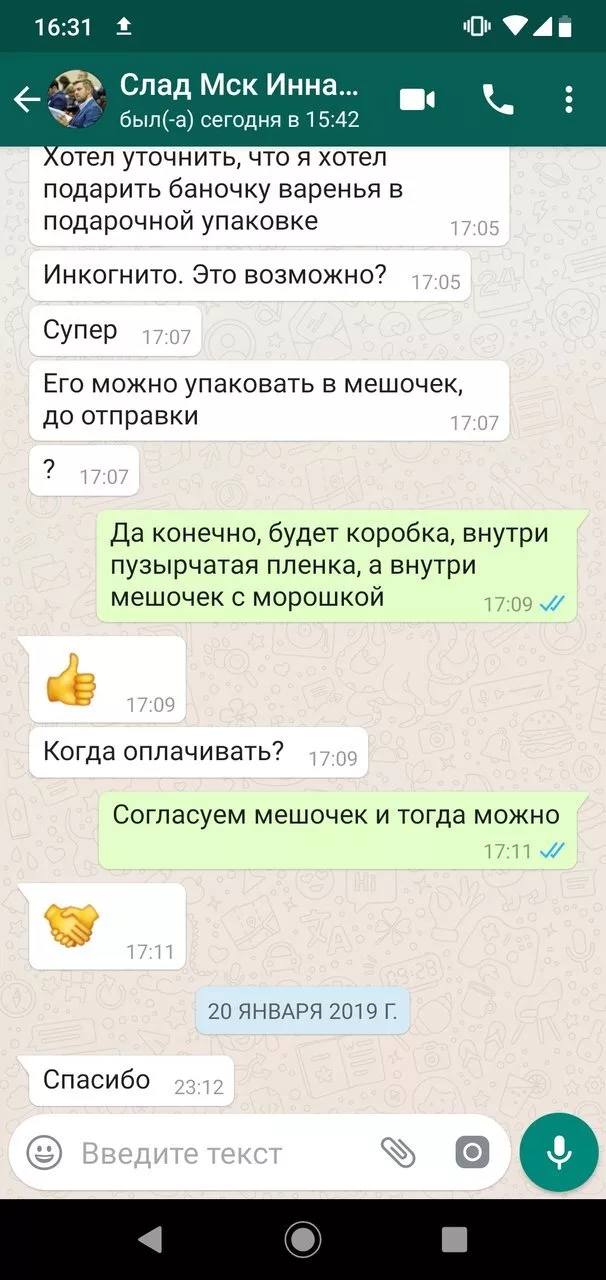 16:31
Слад Мск Инна...
был(-а) сегодня в 15:42
Хотел уточнить, что я хотел
подарить баночку варенья в
подарочной упаковке
17:05
Инкогнито. Это возможно?
17:05
Супер
17:07
Его можно упаковать в мешочек,
до отправки
17:07
?
17:07
Да конечно, будет коробка, внутри
пузырчатая пленка, а внутри
мешочек с морошкой
17:09
17:09
Когда оплачивать?
17:09
Согласуем мешочек и тогда можно
17:11
17:11
20 ЯНВАРЯ 2019 Г.
Спасибо
23:12
Введите текст